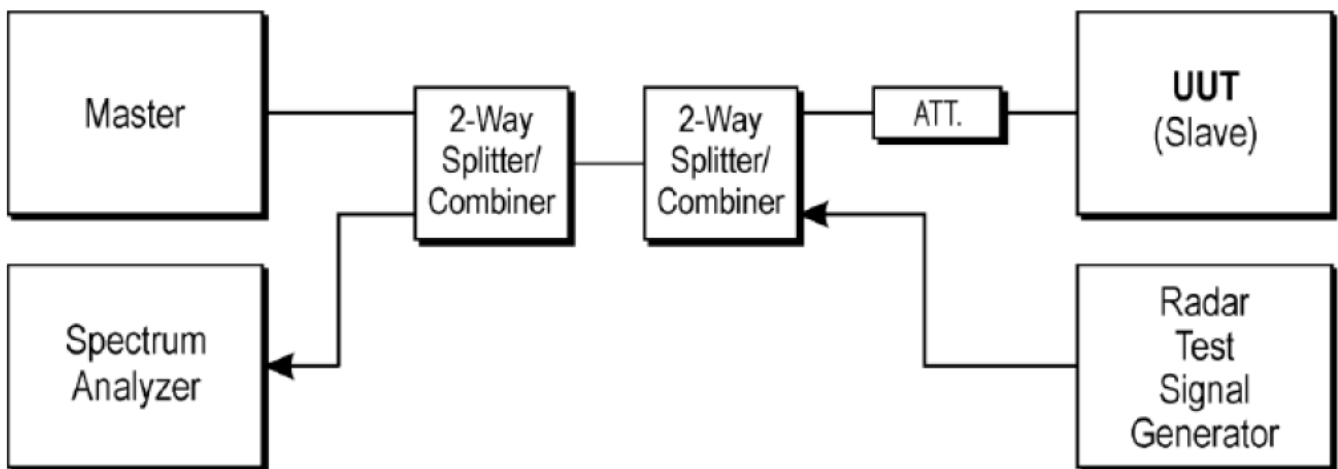 Master
2-Way
Splitter/
Combiner
2-Way
Splitter/
Combiner
ATT.
UUT
(Slave)
Spectrum
Analyzer
Radar
Test
Signal
Generator